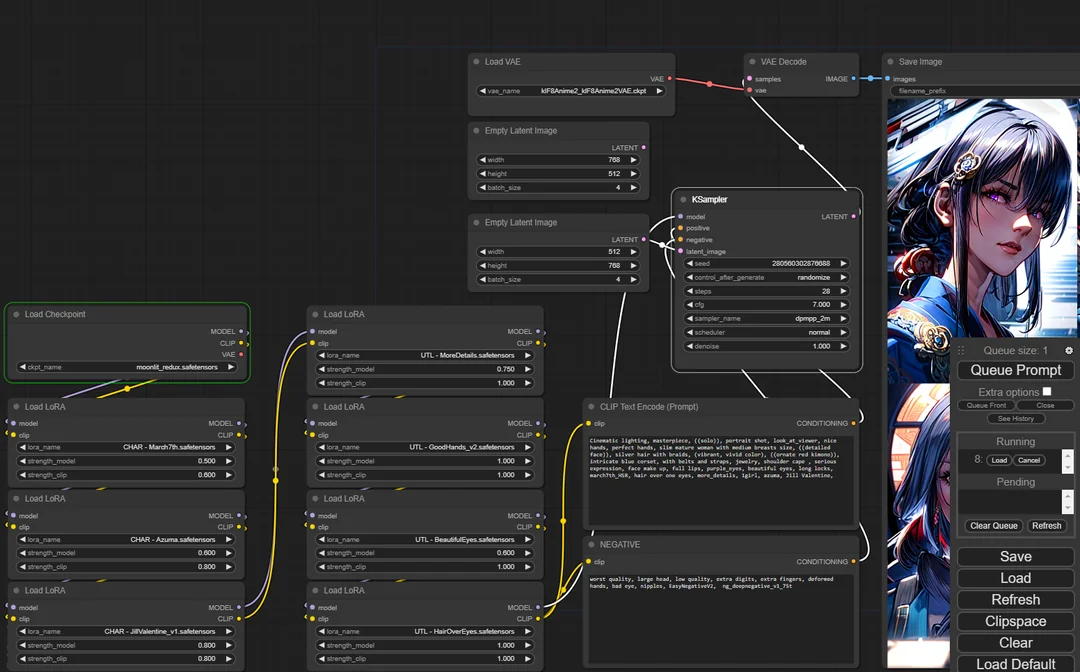 Load VAE
VAE
vae_name klF8Anime2_klF8Anime2VAE.ckpt
VAE Decode
samples IMAGE
vae
Save Image
images
filename_prefix
Empty Latent Image
LATENT
width 768
height 512
batch_size 4
Empty Latent Image
LATENT
width 512
height 768
batch_size 4
KSampler
model LATENT
positive
negative
latent_image
seed 280560302876688
control_after_generate randomize
steps 28
cfg 7.000
sampler_name dpmpp_2m
scheduler normal
denoise 1.000
Load Checkpoint
MODEL
CLIP
VAE
ckpt_name moonlit_redux.safetensors
Load LoRA
model MODEL
clip CLIP
lora_name CHAR - March7th.safetensors
strength_model 0.500
strength_clip 0.600
Load LoRA
model MODEL
clip CLIP
lora_name CHAR - Azuma.safetensors
strength_model 0.600
strength_clip 0.800
Load LoRA
model MODEL
clip CLIP
lora_name CHAR - JillValentine_v1.safetensors
strength_model 0.800
strength_clip 0.800
Load LoRA
model MODEL
clip CLIP
lora_name UTL - MoreDetails.safetensors
strength_model 0.750
strength_clip 1.000
Load LoRA
model MODEL
clip CLIP
lora_name UTL - GoodHands_v2.safetensors
strength_model 1.000
strength_clip 1.000
Load LoRA
model MODEL
clip CLIP
lora_name UTL - BeautifulEyes.safetensors
strength_model 0.600
strength_clip 1.000
Load LoRA
model MODEL
clip CLIP
lora_name UTL - HairOverEyes.safetensors
strength_model 1.000
strength_clip 1.000
CLIP Text Encode (Prompt)
clip CONDITIONING
Cinematic lighting, masterpiece, ((solo)), portrait shot, look_at_viewer, nice
hands, perfect hands, slim mature woman with medium breasts size, ((detailed
face)), silver hair with braids, (vibrant, vivid color), ((ornate red kimono)),
intricate blue corset, with belts and straps, jewelry, shoulder cape , serious
expression, face make up, full lips, purple_eyes, beautiful eyes, long locks,
march7th_HSR, hair over one eyes, more_details, 1girl, azuma, Jill Valentine,
NEGATIVE
clip CONDITIONING
worst quality, large head, low quality, extra digits, extra fingers, deformed
hands, bad eye, nipples, EasyNegativeV2, ng_deepnegative_v1_75t
Queue size: 1
Queue Prompt
Extra options
Queue Front Close
See History
Running
8: Load Cancel
Pending
Clear Queue Refresh
Save
Load
Refresh
Clipspace
Clear
Load Default